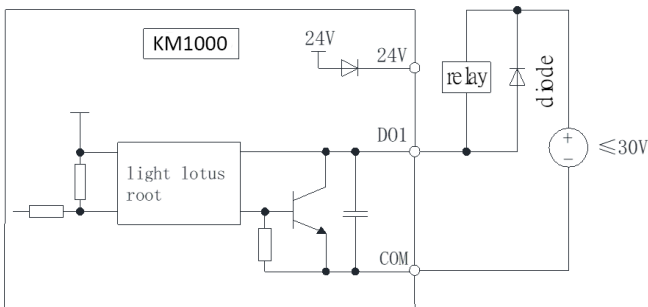 KM1000
24V
24V
relay
diode
DO1
light lotus
root
+
−
≤30V
COM